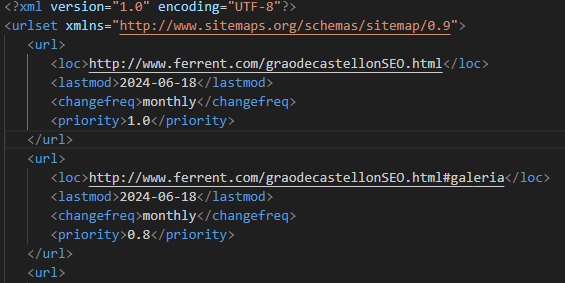 <?xml version="1.0" encoding="UTF-8"?>
<urlset xmlns="http://www.sitemaps.org/schemas/sitemap/0.9">
<url>
<loc>http://www.ferrent.com/graodecastellonSEO.html</loc>
<lastmod>2024-06-18</lastmod>
<changefreq>monthly</changefreq>
<priority>1.0</priority>
</url>
<url>
<loc>http://www.ferrent.com/graodecastellonSEO.html#galeria</loc>
<lastmod>2024-06-18</lastmod>
<changefreq>monthly</changefreq>
<priority>0.8</priority>
</url>
<url>